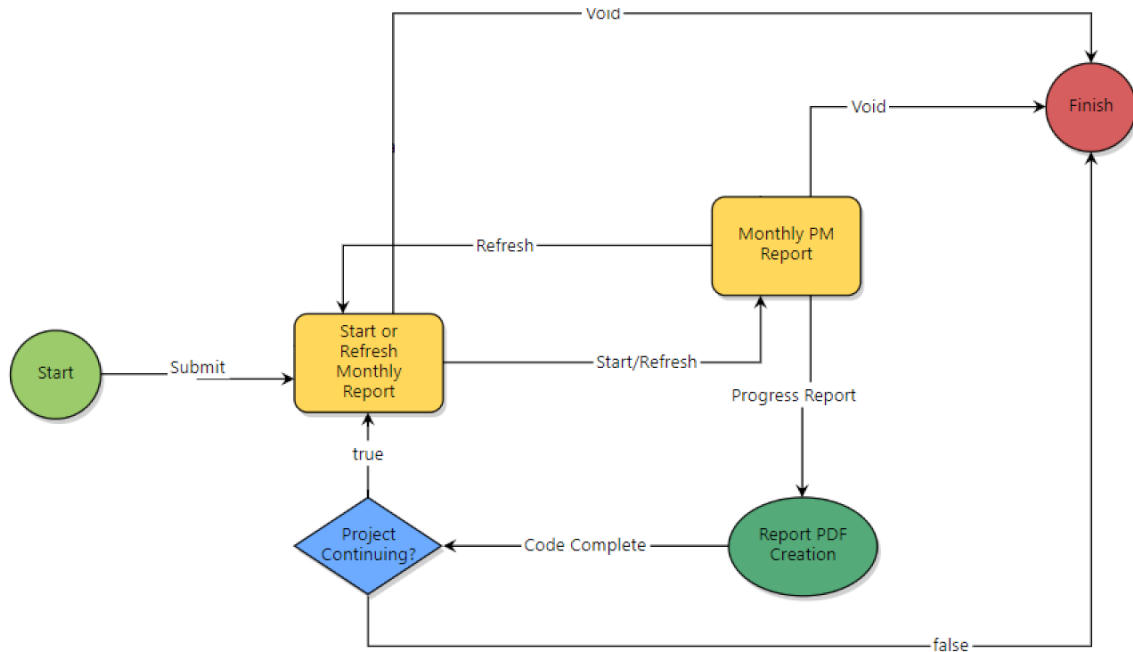 Void
Finish
Void
Monthly PM
Report
Refresh
Start or
Refresh
Monthly
Report
Start/Refresh
Start
Submit
Progress Report
true
Project
Continuing?
Code Complete
Report PDF
Creation
false